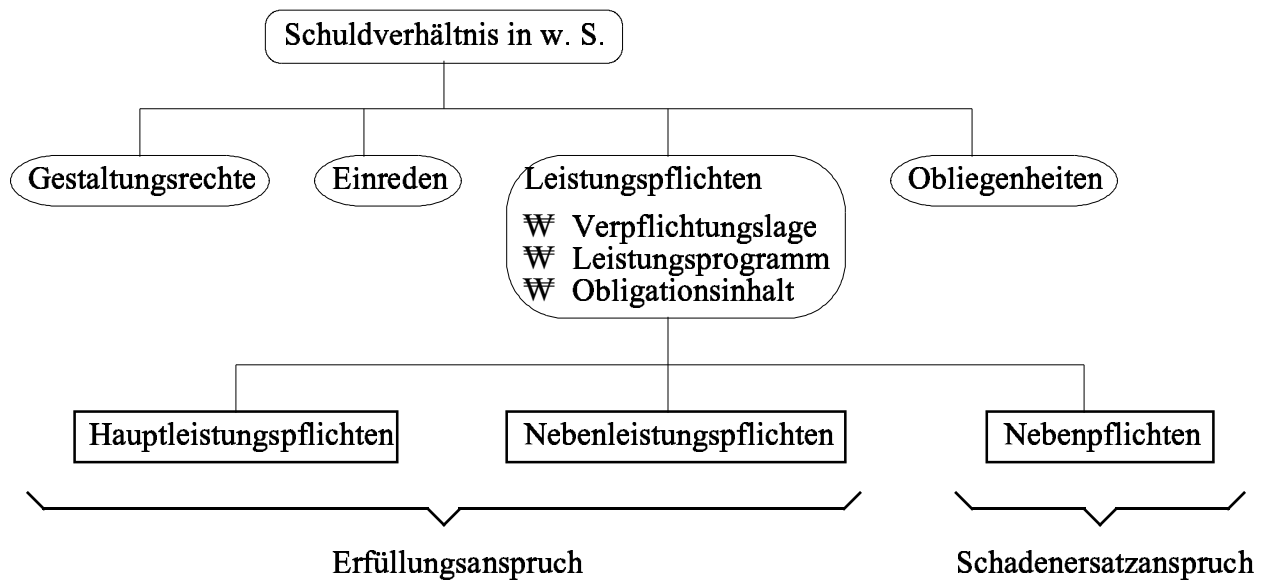 Schuldverhältnis in w. S.
Gestaltungsrechte
Einreden
Leistungspflichten
₩ Verpflichtungslage
₩ Leistungsprogramm
₩ Obligationsinhalt
Obliegenheiten
Hauptleistungspflichten
Nebenleistungspflichten
Nebenpflichten
Erfüllungsanspruch
Schadenersatzanspruch